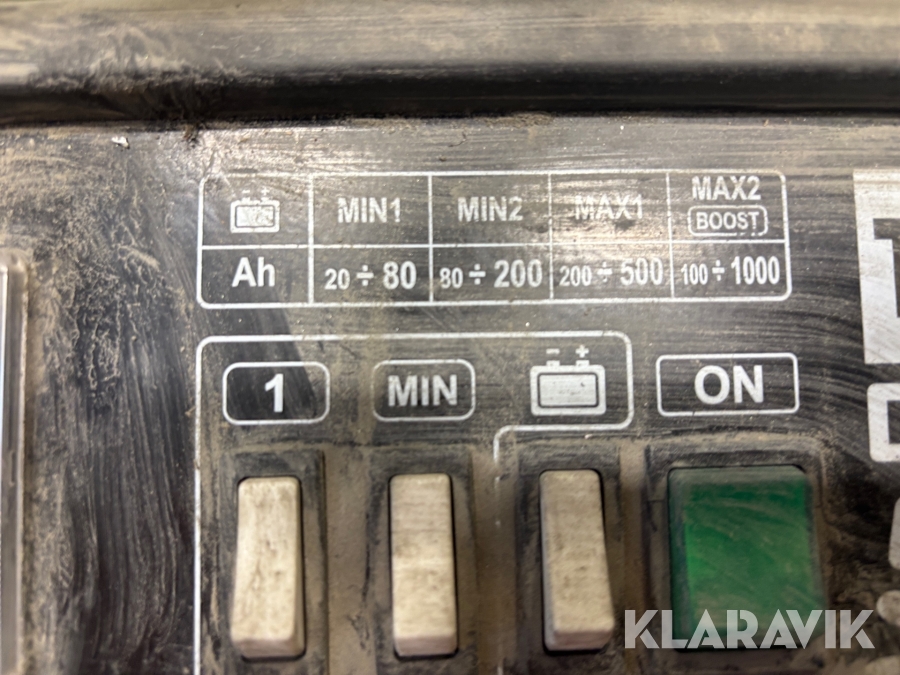 MIN1 MIN2 MAX1 MAX2
BOOST
Ah 20 ÷ 80 80 ÷ 200 200 ÷ 500 100 ÷ 1000
1 MIN - + ON
KLARAVIK